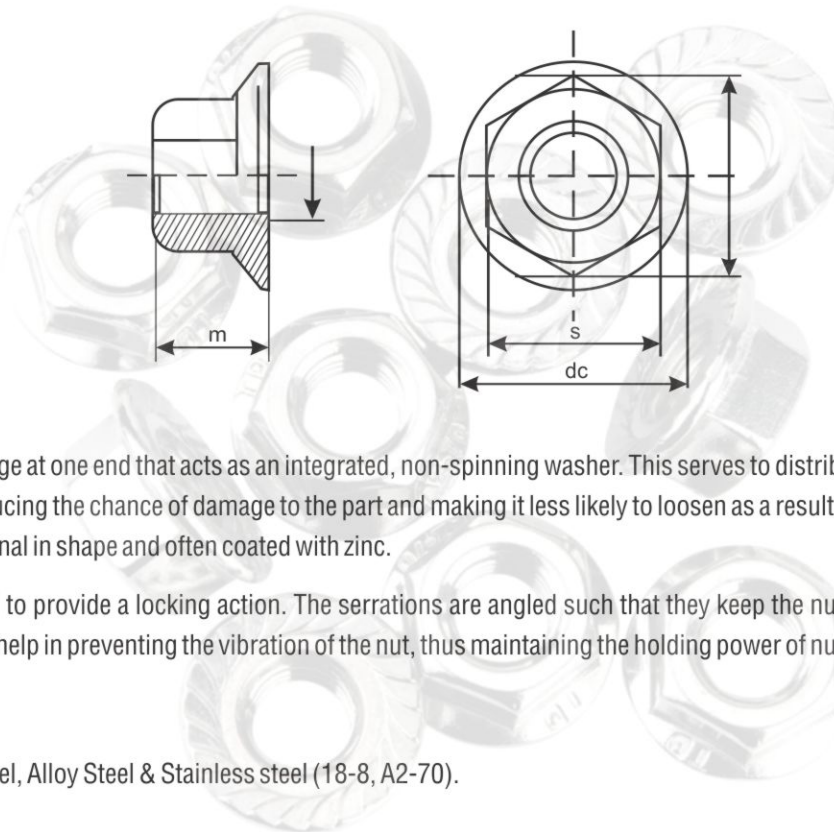 m
s
dc
ge at one end that acts as an integrated, non-spinning washer. This serves to distrib
ucing the chance of damage to the part and making it less likely to loosen as a result
nal in shape and often coated with zinc.
to provide a locking action. The serrations are angled such that they keep the nu
help in preventing the vibration of the nut, thus maintaining the holding power of nu
el, Alloy Steel & Stainless steel (18-8, A2-70).